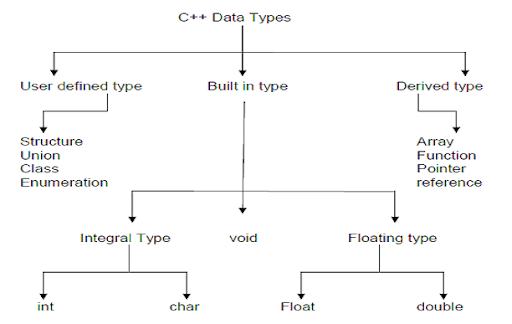 C++ Data Types
User defined type
Built in type
Derived type
Structure
Union
Class
Enumeration
Array
Function
Pointer
reference
Integral Type
void
Floating type
int
char
Float
double